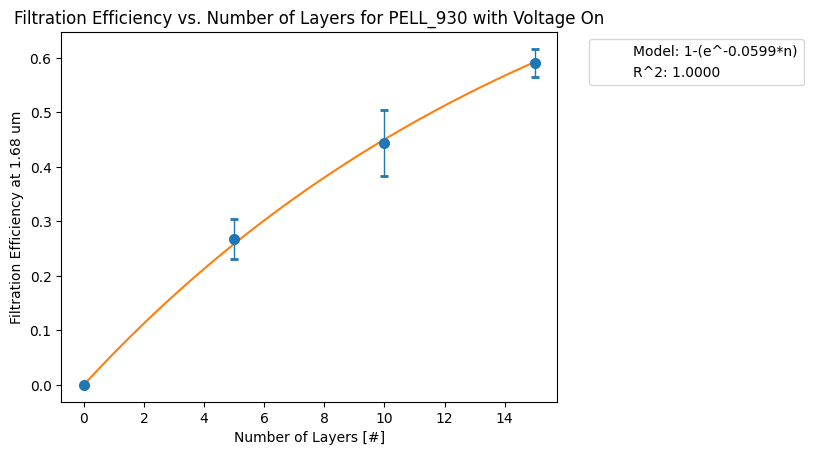 Filtration Efficiency vs. Number of Layers for PELL_930 with Voltage On
Model: 1-(e^-0.0599*n)
R^2: 1.0000
Filtration Efficiency at 1.68 um
0.6
0.5
0.4
0.3
0.2
0.1
0.0
0 2 4 6 8 10 12 14
Number of Layers [#]